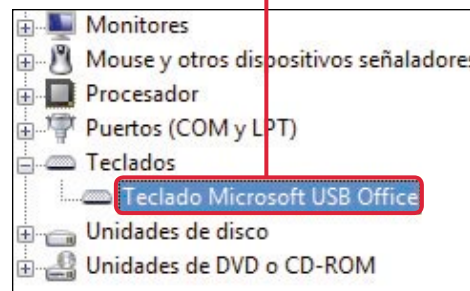 Monitores
Mouse y otros dispositivos señaladores
Procesador
Puertos (COM y LPT)
Teclados
Teclado Microsoft USB Office
Unidades de disco
Unidades de DVD o CD-ROM